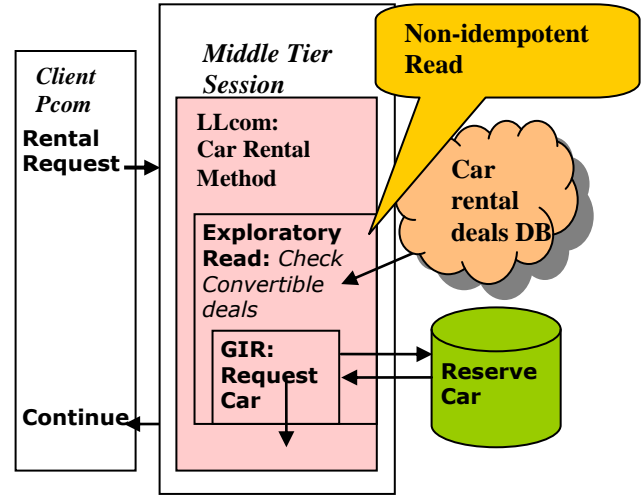 Client
Pcom
Rental
Request
Continue
Middle Tier
Session
LLcom:
Car Rental
Method
Exploratory
Read: Check
Convertible
deals
GIR:
Request
Car
Non-idempotent
Read
Car
rental
deals DB
Reserve
Car